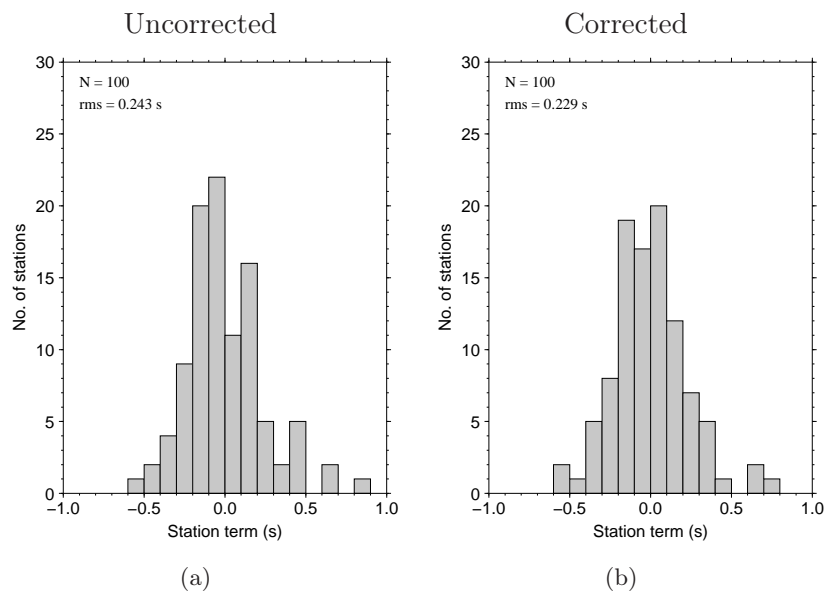 Uncorrected
N = 100
rms = 0.243 s
30
25
20
15
10
5
0
No. of stations
−1.0 −0.5 0.0 0.5 1.0
Station term (s)
(a)
Corrected
N = 100
rms = 0.229 s
30
25
20
15
10
5
0
No. of stations
−1.0 −0.5 0.0 0.5 1.0
Station term (s)
(b)